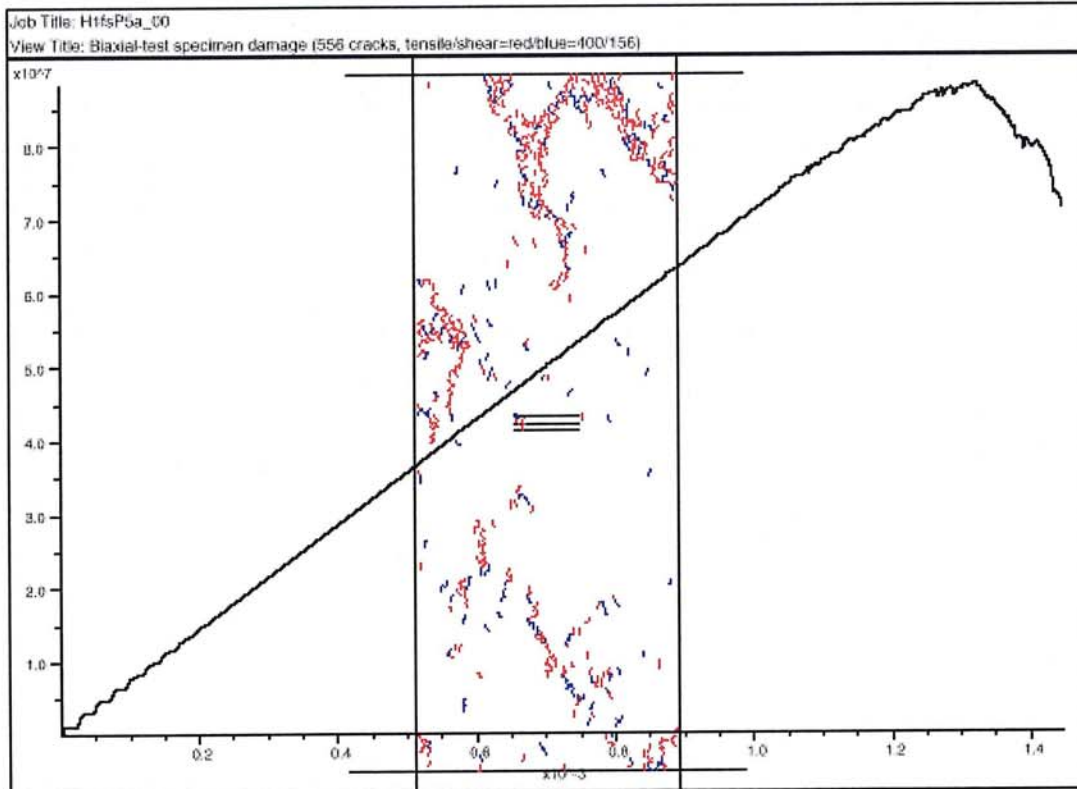 Job Title: H1fsP5a_00
View Title: Biaxial-test specimen damage (556 cracks, tensile/shear=red/blue=400/156)
x10^7
8.0
7.0
6.0
5.0
4.0
3.0
2.0
1.0
0.2 0.4 0.6 0.8 1.0 1.2 1.4
x10^-3